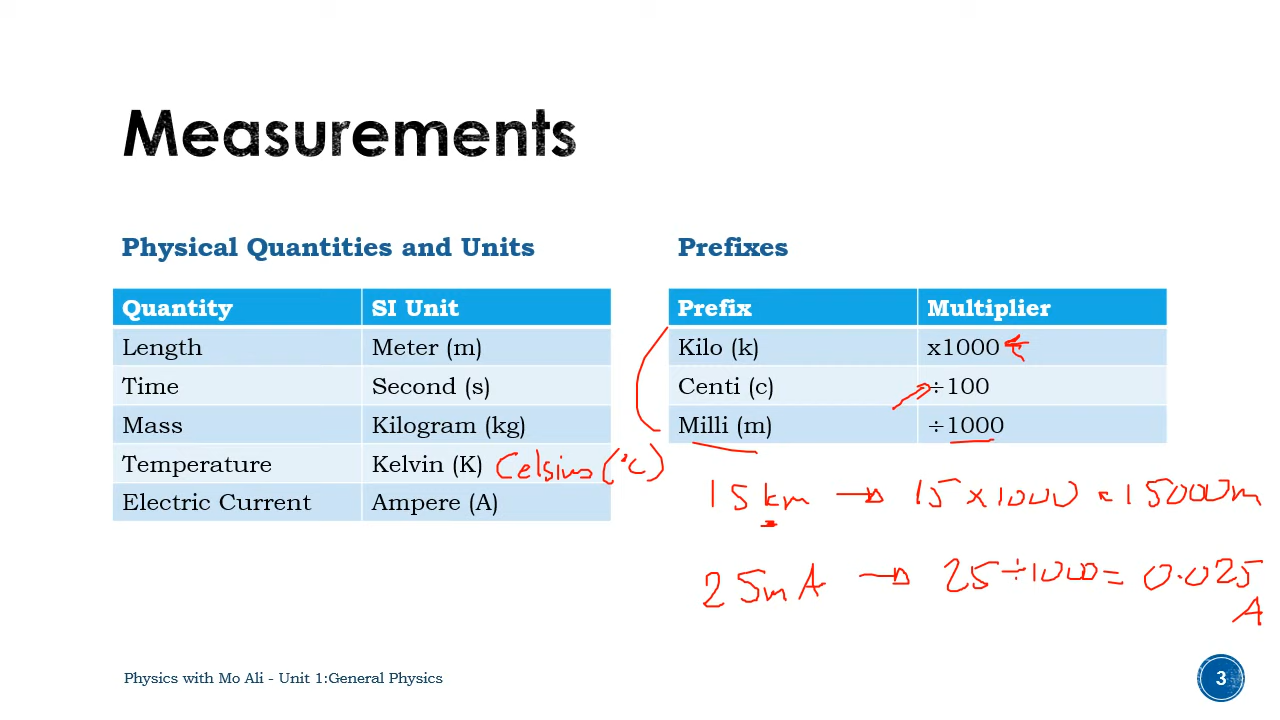 Measurements
Physical Quantities and Units
Quantity SI Unit
Length Meter (m)
Time Second (s)
Mass Kilogram (kg)
Temperature Kelvin (K) Celsius (°C)
Electric Current Ampere (A)
Prefixes
Prefix Multiplier
Kilo (k) x1000
Centi (c) ÷100
Milli (m) ÷1000
15 km → 15 x 1000 = 15000m
25mA → 25 ÷ 1000 = 0.025
A
Physics with Mo Ali - Unit 1:General Physics
3